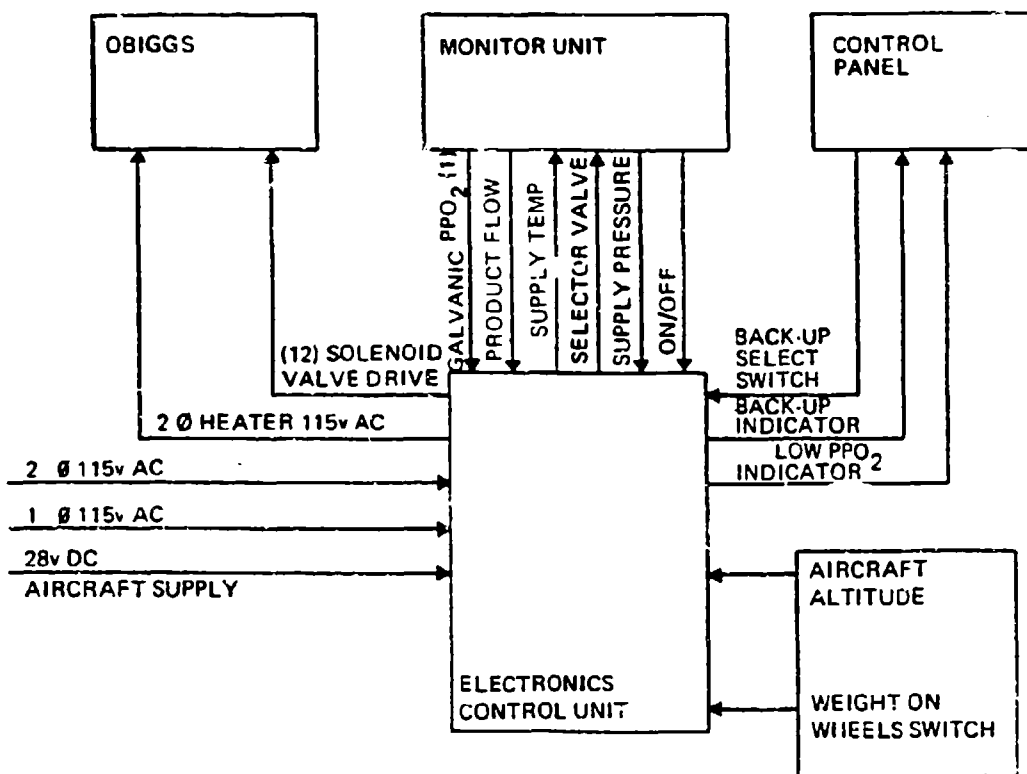 OBIGGS
MONITOR UNIT
CONTROL
PANEL
GALVANIC PPO2 (1)
PRODUCT FLOW
SUPPLY TEMP
SELECTOR VALVE
SUPPLY PRESSURE
ON/OFF
(12) SOLENOID
VALVE DRIVE
2 Ø HEATER 115v AC
2 Ø 115v AC
1 Ø 115v AC
28v DC
AIRCRAFT SUPPLY
BACK-UP
SELECT
SWITCH
BACK-UP
INDICATOR
LOW PPO2
INDICATOR
ELECTRONICS
CONTROL UNIT
AIRCRAFT
ALTITUDE
WEIGHT ON
WHEELS SWITCH